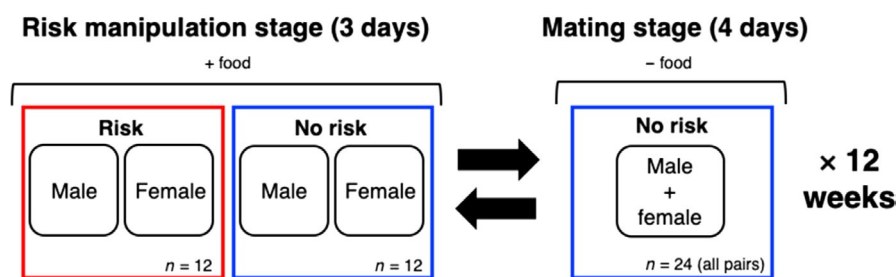 Risk manipulation stage (3 days)
+ food
Risk
Male
Female
n = 12
No risk
Male
Female
n = 12
Mating stage (4 days)
– food
No risk
Male
+
female
n = 24 (all pairs)
× 12
weeks